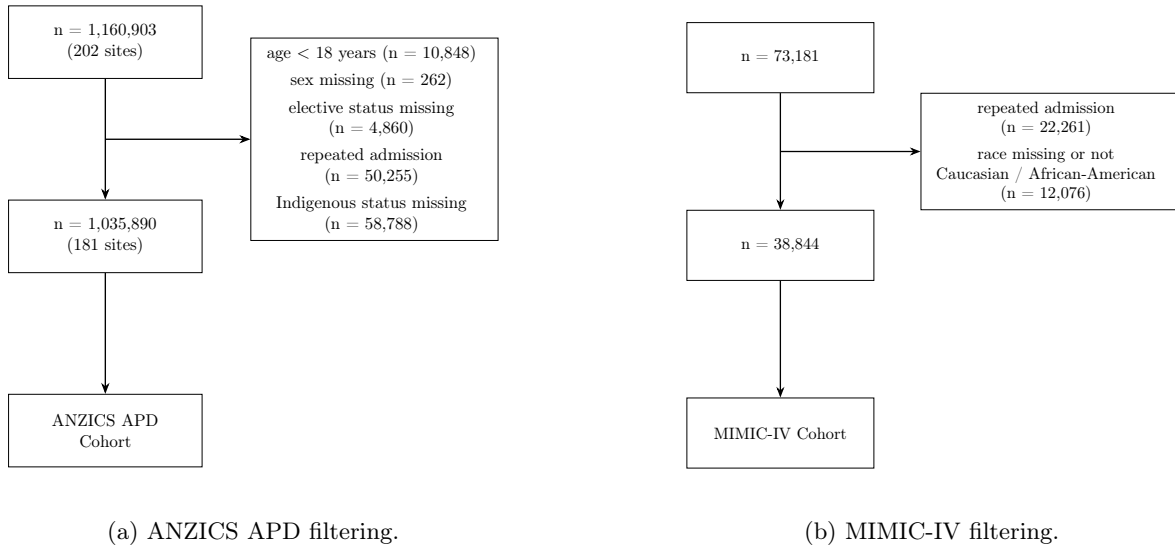 n = 1,160,903
(202 sites)
age < 18 years (n = 10,848)
sex missing (n = 262)
elective status missing
(n = 4,860)
repeated admission
(n = 50,255)
Indigenous status missing
(n = 58,788)
n = 1,035,890
(181 sites)
ANZICS APD
Cohort
(a) ANZICS APD filtering.
n = 73,181
repeated admission
(n = 22,261)
race missing or not
Caucasian / African-American
(n = 12,076)
n = 38,844
MIMIC-IV Cohort
(b) MIMIC-IV filtering.